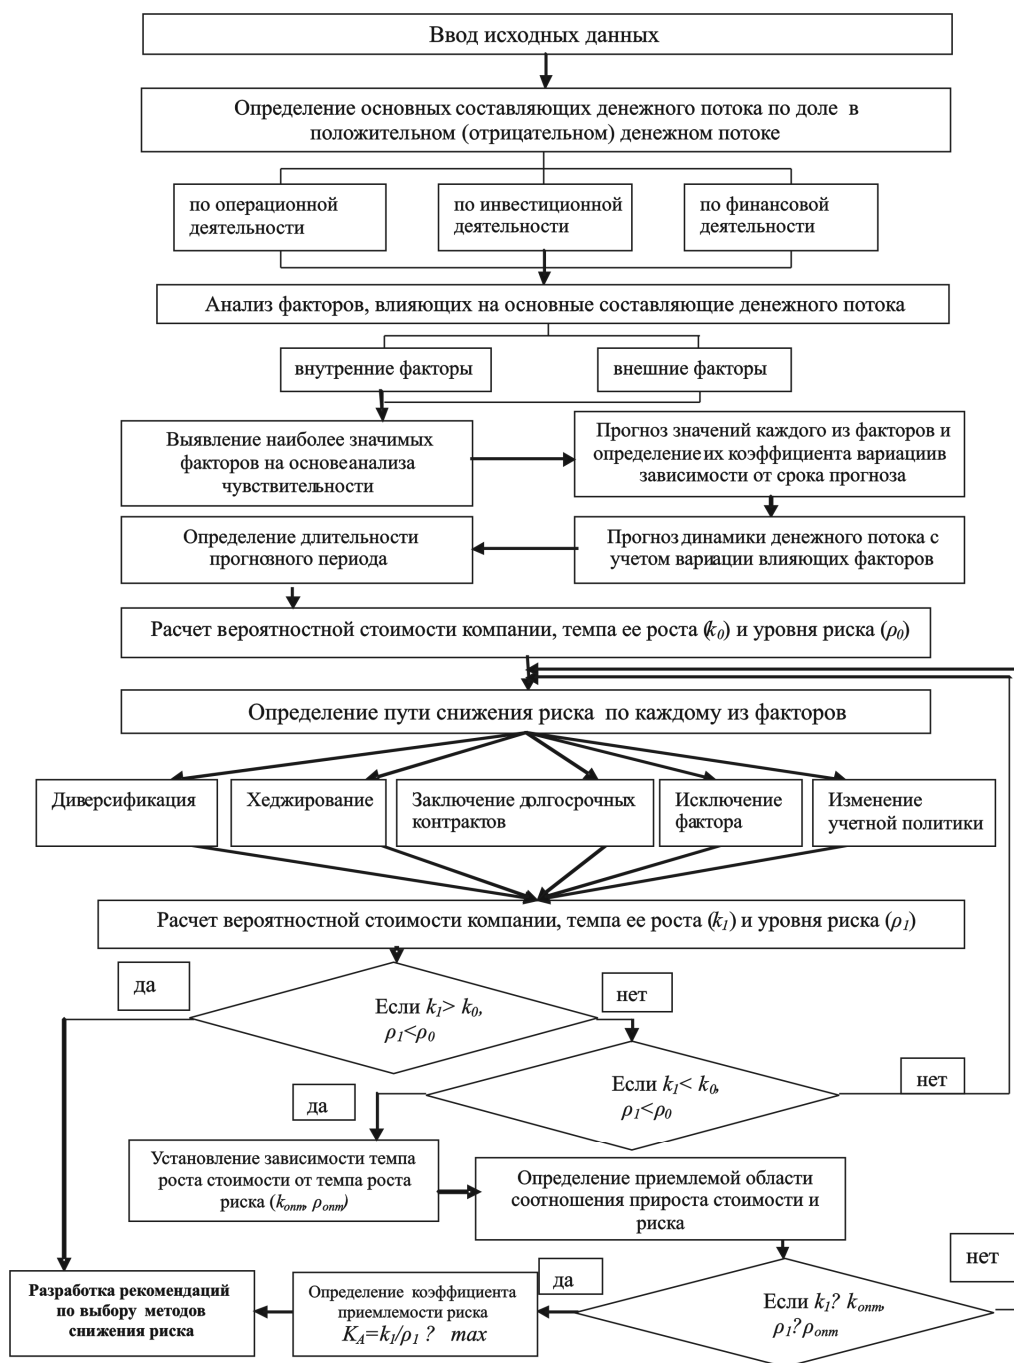 Ввод исходных данных
Определение основных составляющих денежного потока по доле в
положительном (отрицательном) денежном потоке
по операционной
деятельности
по инвестиционной
деятельности
по финансовой
деятельности
Анализ факторов, влияющих на основные составляющие денежного потока
внутренние факторы
внешние факторы
Выявление наиболее значимых
факторов на основе анализа
чувствительности
Прогноз значений каждого из факторов и
определение их коэффициента вариации в
зависимости от срока прогноза
Определение длительности
прогнозного периода
Прогноз динамики денежного потока с
учетом вариации влияющих факторов
Расчет вероятностной стоимости компании, темпа ее роста (k₀) и уровня риска (ρ₀)
Определение пути снижения риска по каждому из факторов
Диверсификация
Хеджирование
Заключение долгосрочных
контрактов
Исключение
фактора
Изменение
учетной политики
Расчет вероятностной стоимости компании, темпа ее роста (k₁) и уровня риска (ρ₁)
да
Если k₁> k₀,
ρ₁<ρ₀
нет
да
Если k₁< k₀,
ρ₁<ρ₀
нет
Установление зависимости темпа
роста стоимости от темпа роста
риска (kопт, ρопт)
Определение приемлемой области
соотношения прироста стоимости и
риска
Разработка рекомендаций
по выбору методов
снижения риска
Определение коэффициента
приемлемости риска
K_A=k₁/ρ₁ ? max
да
Если k₁? kопт,
ρ₁?ρопт
нет